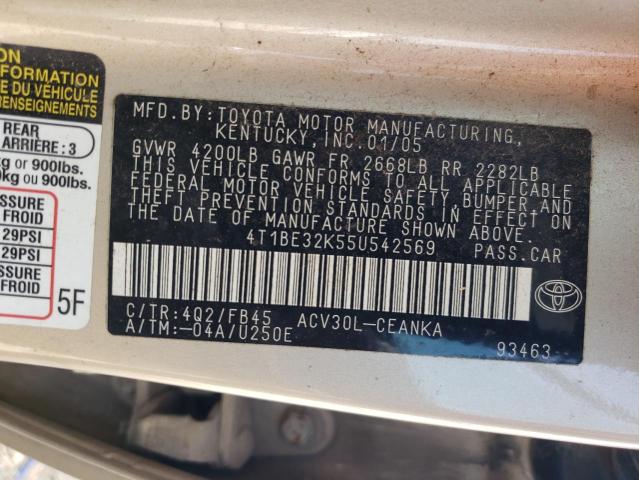 ON
FORMATION
DU VÉHICULE
ENSEIGNEMENTS
REAR
ARRIÈRE : 3
kg or 900lbs.
0kg ou 900lbs.
SSURE
FROID
29PSI
29PSI
SSURE
FROID
5F
MFD. BY: TOYOTA MOTOR MANUFACTURING,
KENTUCKY, INC. 01/05
GVWR 4200LB GAWR FR 2668LB RR 2282LB
THIS VEHICLE CONFORMS TO ALL APPLICABLE
FEDERAL MOTOR VEHICLE SAFETY, BUMPER, AND
THEFT PREVENTION STANDARDS IN EFFECT ON
THE DATE OF MANUFACTURE SHOWN ABOVE.
4T1BE32K55U542569 PASS.CAR
C/TR: 4Q2/FB45 ACV30L-CEANKA
A/TM:-04A/U250E
93463